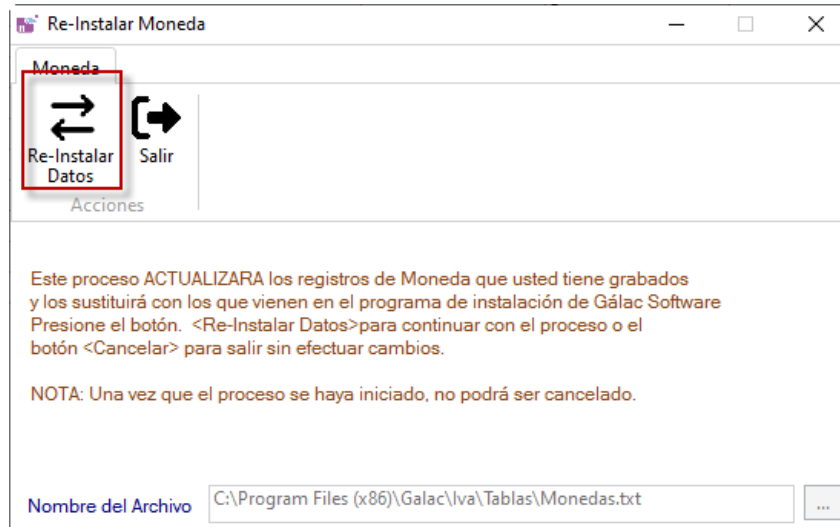 Re-Instalar Moneda
Moneda
Re-Instalar
Datos
Salir
Acciones
Este proceso ACTUALIZARA los registros de Moneda que usted tiene grabados
y los sustituirá con los que vienen en el programa de instalación de Gálac Software
Presione el botón. <Re-Instalar Datos>para continuar con el proceso o el
botón <Cancelar> para salir sin efectuar cambios.
NOTA: Una vez que el proceso se haya iniciado, no podrá ser cancelado.
Nombre del Archivo C:\Program Files (x86)\Galac\Iva\Tablas\Monedas.txt ...